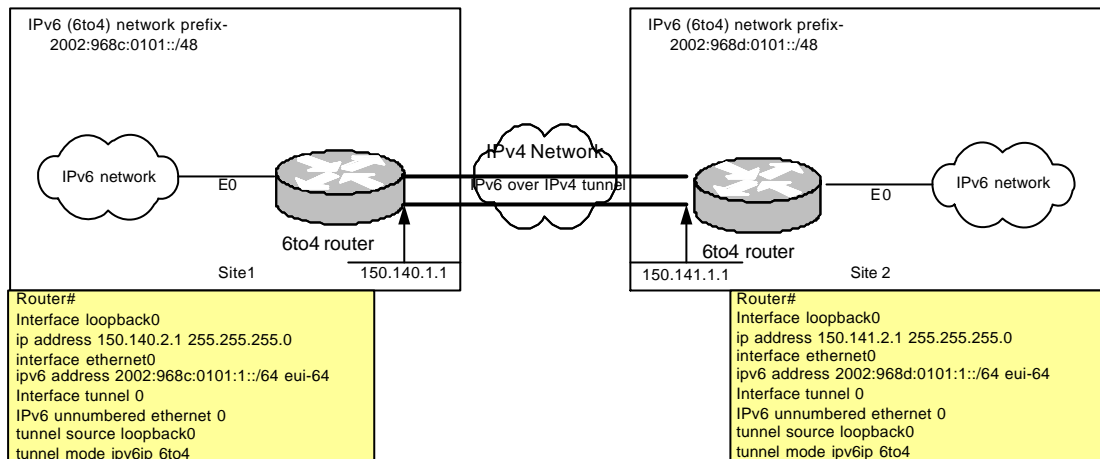 IPv6 (6to4) network prefix-
2002:968c:0101::/48
IPv6 network
E0
6to4 router
Site1
150.140.1.1
IPv4 Network
IPv6 over IPv4 tunnel
IPv6 (6to4) network prefix-
2002:968d:0101::/48
6to4 router
E0
IPv6 network
150.141.1.1
Site 2
Router#
Interface loopback0
ip address 150.140.2.1 255.255.255.0
interface ethernet0
ipv6 address 2002:968c:0101:1::/64 eui-64
Interface tunnel 0
IPv6 unnumbered ethernet 0
tunnel source loopback0
tunnel mode ipv6ip 6to4
Router#
Interface loopback0
ip address 150.141.2.1 255.255.255.0
interface ethernet0
ipv6 address 2002:968d:0101:1::/64 eui-64
Interface tunnel 0
IPv6 unnumbered ethernet 0
tunnel source loopback0
tunnel mode ipv6ip 6to4